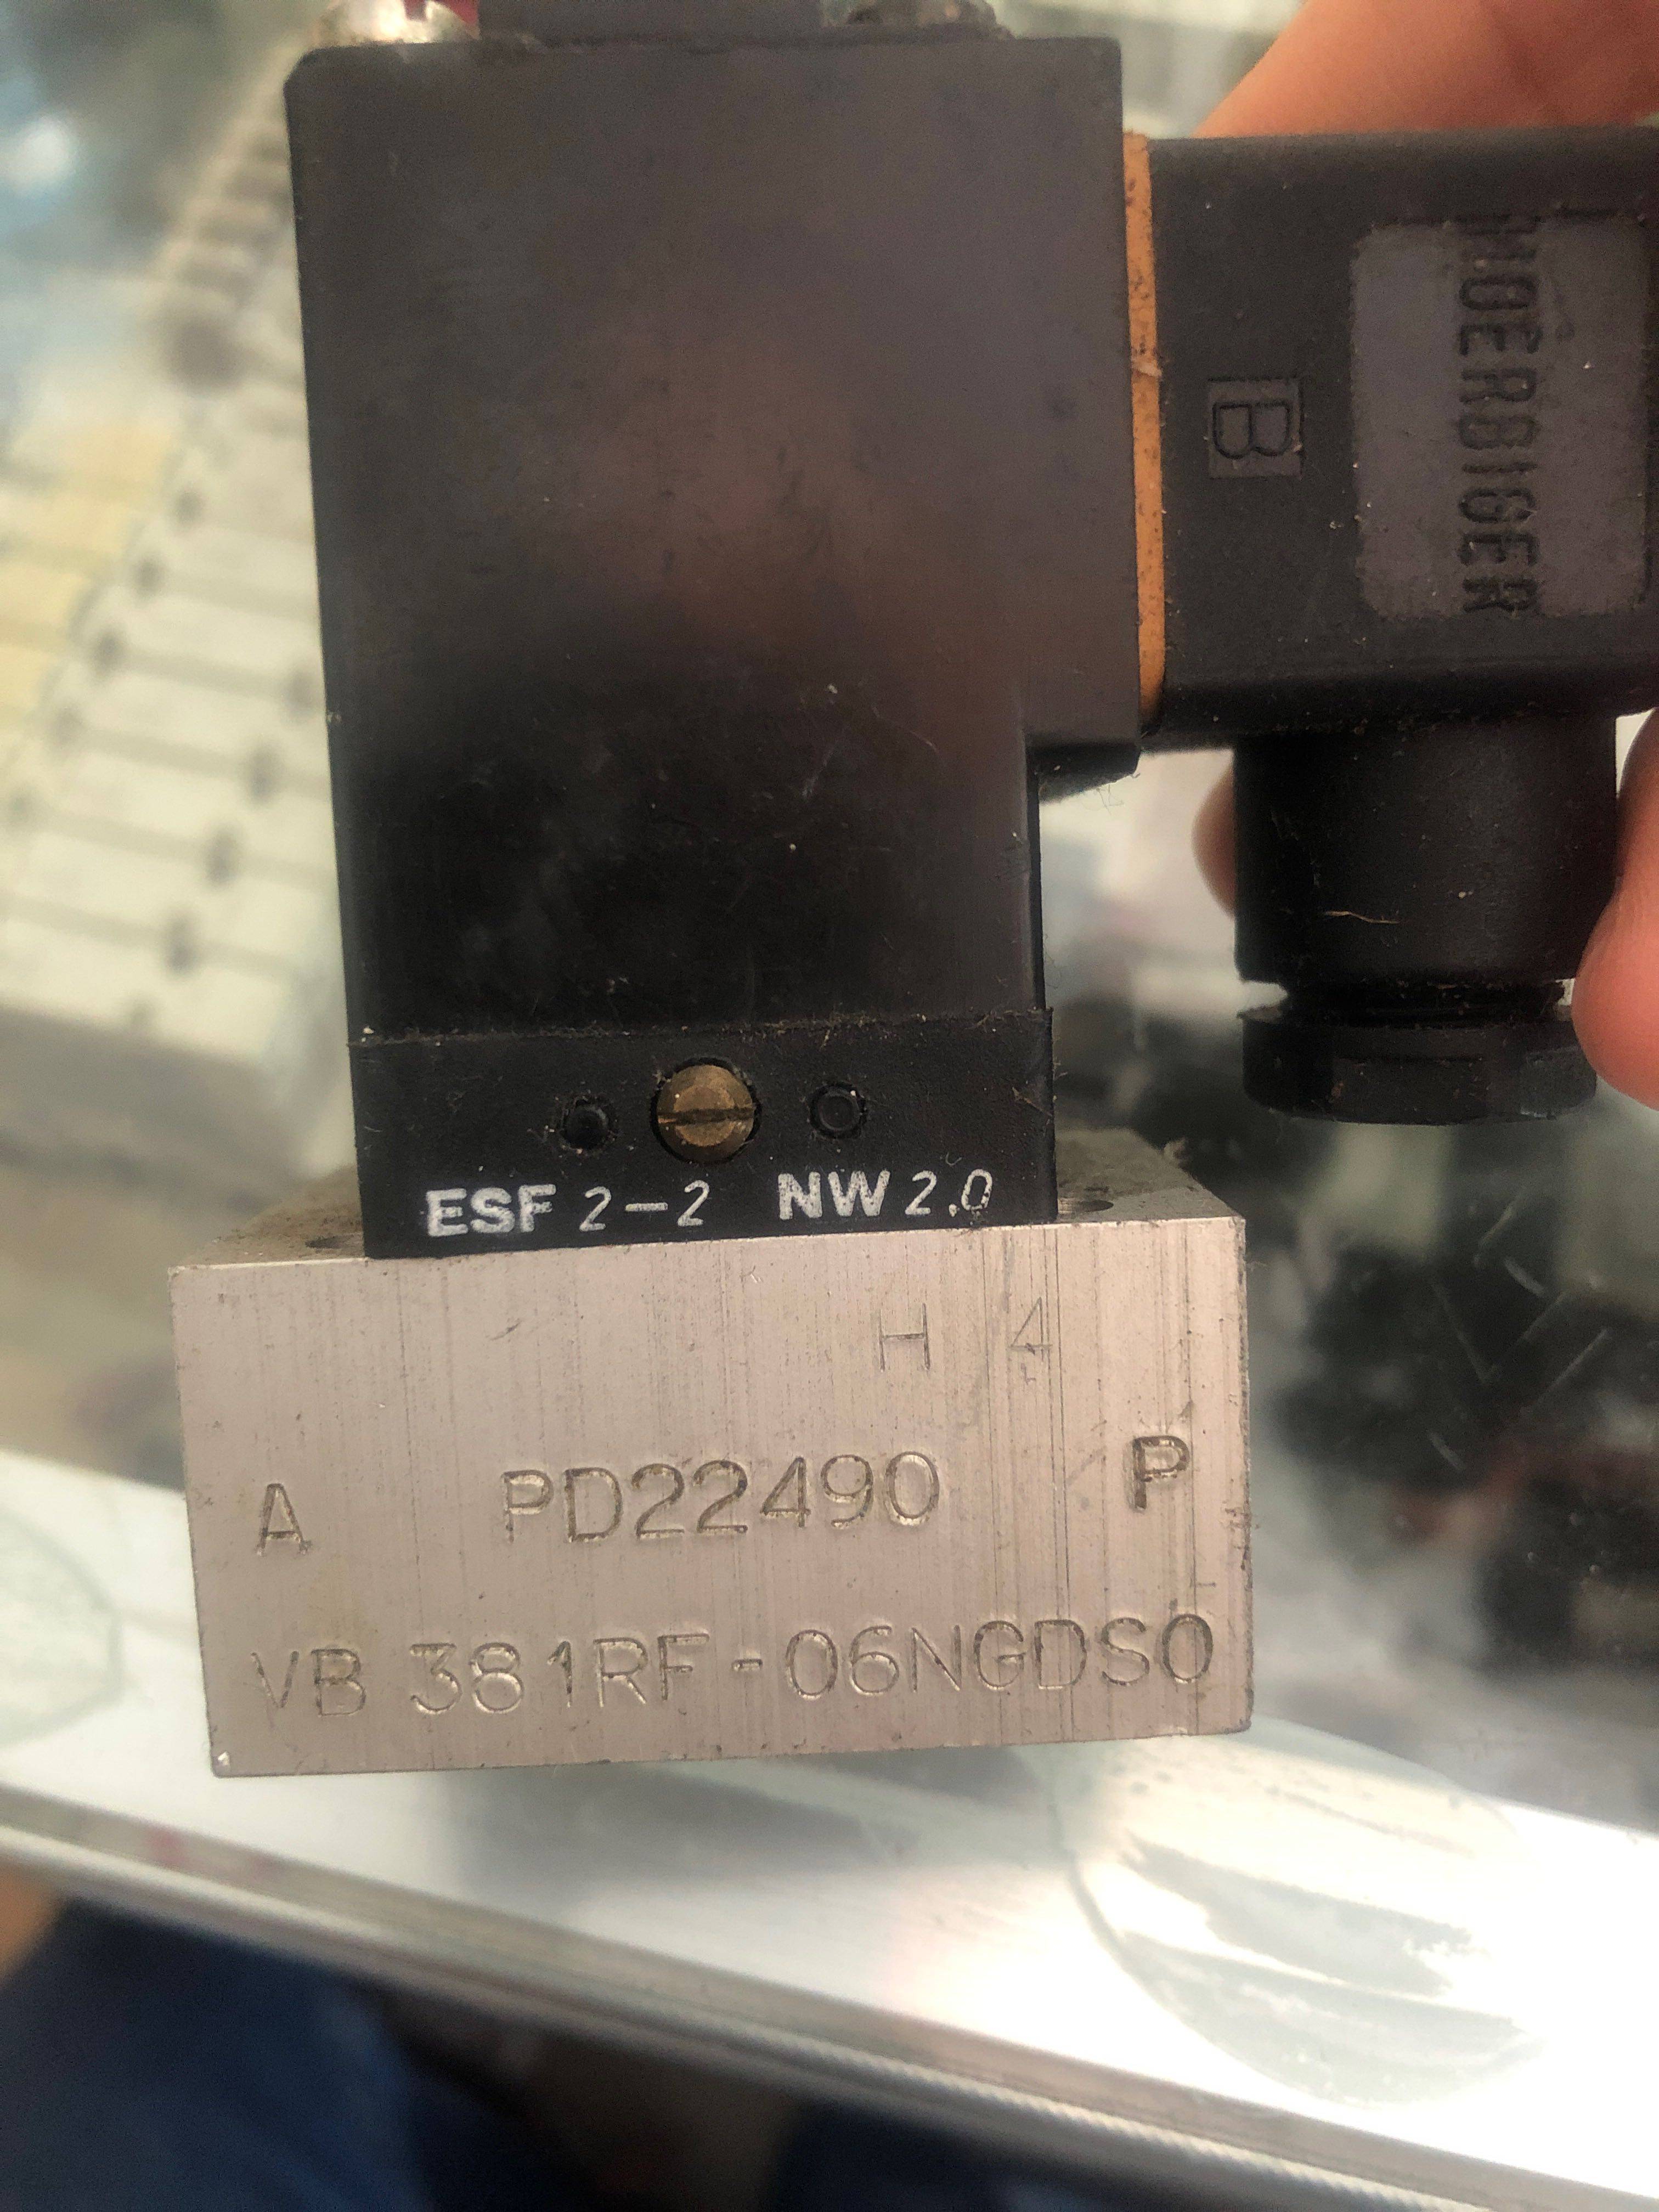 HOERBIGER
B
ESF 2-2 NW 2.0
H 4
A PD22490 P
VB 381RF-06NGDS0